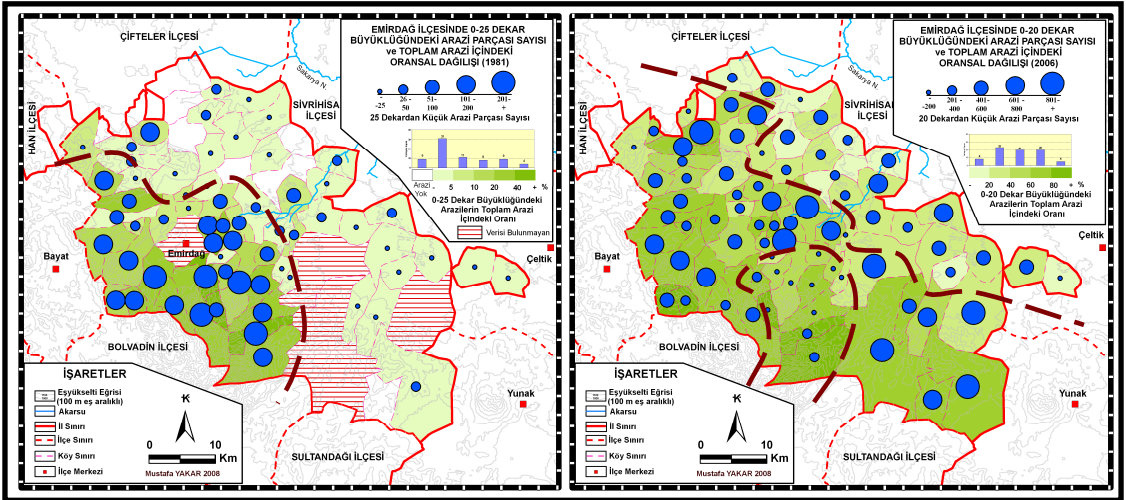 EMİRDAĞ İLÇESİNDE 0-25 DEKAR
BÜYÜKLÜĞÜNDEKİ ARAZİ PARÇASI SAYISI
ve TOPLAM ARAZİ İÇİNDEKİ
ORANSAL DAĞILIŞI (1981)
-25
26 -
50
51-
100
101-
200
201-
+
25 Dekardan Küçük Arazi Parçası Sayısı
Arazi
Yok
- 5 10 20 40 + %
0-25 Dekar Büyüklüğündeki
Arazilerin Toplam Arazi
İçindeki Oranı
Verisi Bulunmayan
ÇİFTELER İLÇESİ
Sakarya N.
SİVRİHİSA
İLÇESİ
HAN İLÇESİ
Emirdağ
Bayat
Çeltik
BOLVADİN İLÇESİ
Yunak
SULTANDAĞI İLÇESİ
İŞARETLER
Eşyükselti Eğrisi
(100 m eş aralıklı)
Akarsu
İl Sınırı
İlçe Sınırı
Köy Sınırı
İlçe Merkezi
K
0 10
Km
Mustafa YAKAR 2008
EMİRDAĞ İLÇESİNDE 0-20 DEKAR
BÜYÜKLÜĞÜNDEKİ ARAZİ PARÇASI SAYISI
ve TOPLAM ARAZİ İÇİNDEKİ
ORANSAL DAĞILIŞI (2006)
-200
201 -
400
401-
600
601-
800
801-
+
20 Dekardan Küçük Arazi Parçası Sayısı
- 20 40 60 80 + %
0-20 Dekar Büyüklüğündeki
Arazilerin Toplam Arazi
İçindeki Oranı
ÇİFTELER İLÇESİ
Sakarya N.
SİVRİHİSA
İLÇESİ
HAN İLÇESİ
Bayat
Çeltik
BOLVADİN İLÇESİ
Yunak
SULTANDAĞI İLÇESİ
İŞARETLER
Eşyükselti Eğrisi
(100 m eş aralıklı)
Akarsu
İl Sınırı
İlçe Sınırı
Köy Sınırı
İlçe Merkezi
K
0 10
Km
Mustafa YAKAR 2008